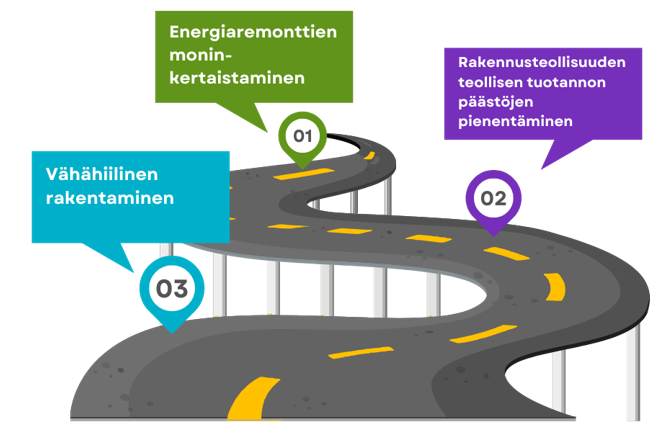 Energiaremonttien
monin-
kertaistaminen
01
Rakennusteollisuuden
teollisen tuotannon
päästöjen
pienentäminen
02
Vähähiilinen
rakentaminen
03